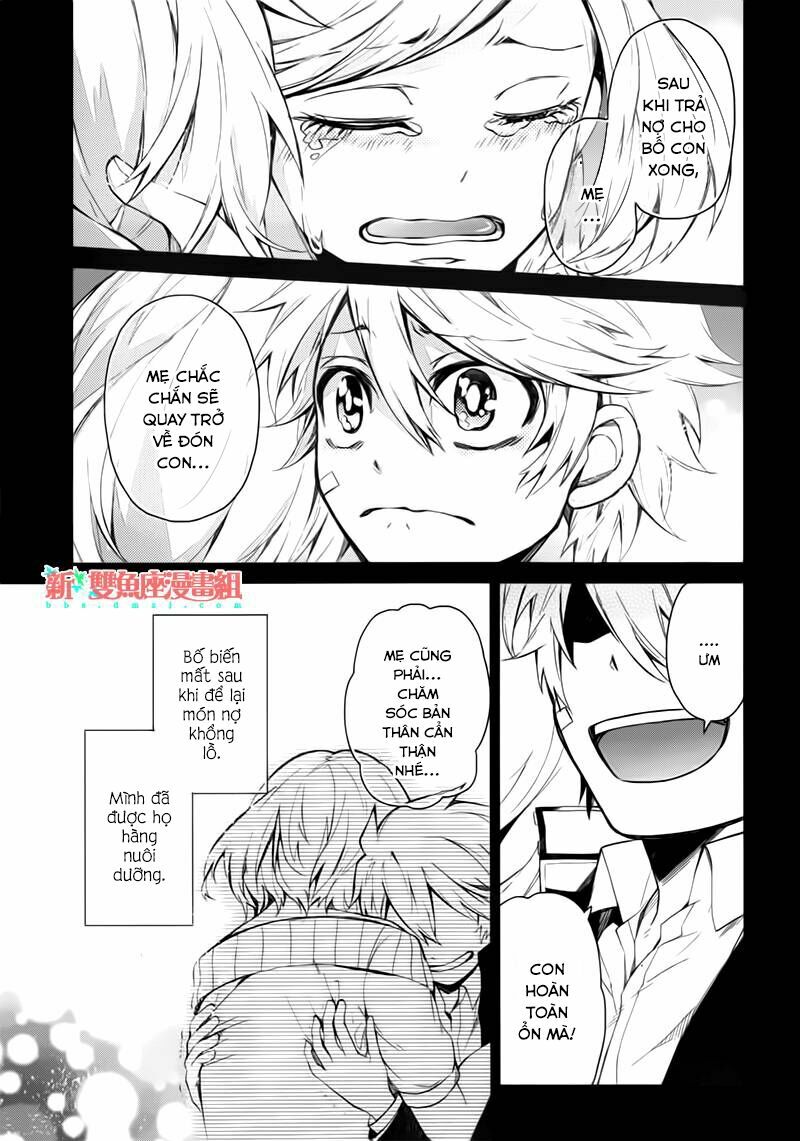 SAU
KHI TRẢ
NỢ CHO
BỐ CON
XONG,
MẸ
...
MẸ CHẮC
CHẮN SẼ
QUAY TRỞ
VỀ ĐÓN
CON...
新☆雙魚座漫畫組
bbs.dmzj.com
....
ƯM
MẸ CŨNG
PHẢI...
CHĂM
SÓC BẢN
THÂN CẨN
THẬN
NHÉ...
Bố biến
mất sau
khi để lại
món nợ
khổng
lồ.
Mình đã
được họ
hàng
nuôi
dưỡng.
CON
HOÀN
TOÀN
ỔN MÀ!